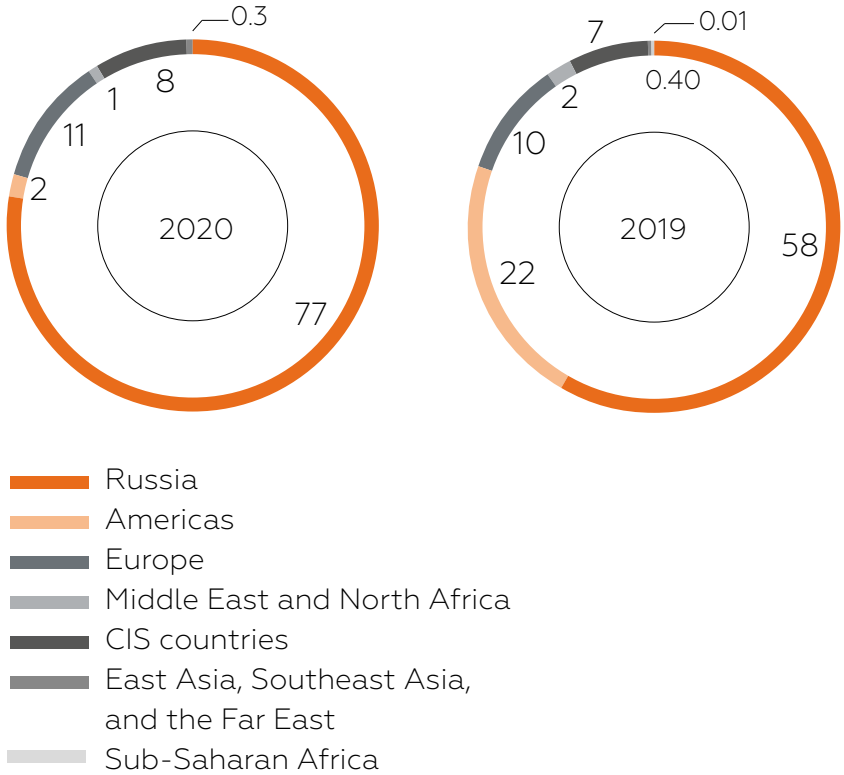 0.3
8
1
11
2
2020
77
0.01
7
0.40
2
10
2019
58
22
Russia
Americas
Europe
Middle East and North Africa
CIS countries
East Asia, Southeast Asia,
and the Far East
Sub-Saharan Africa